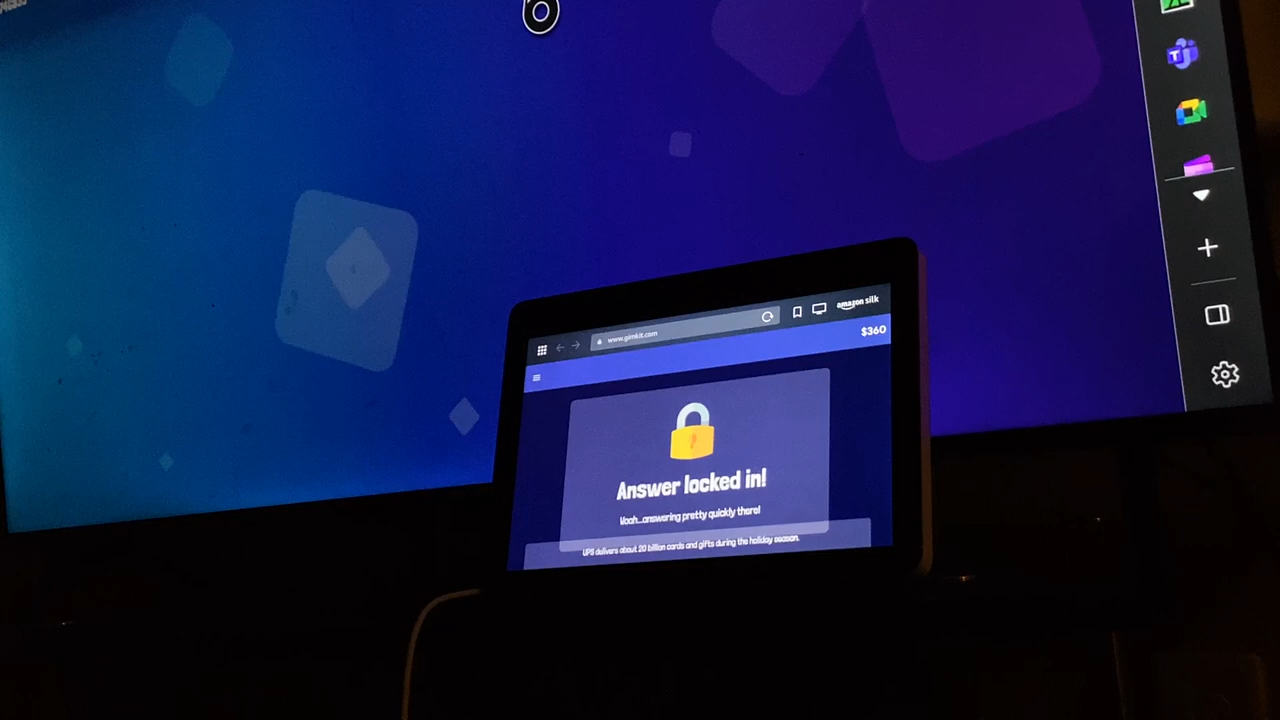 6
T
www.gimkit.com
amazon silk
$360
Answer locked in!
Woah...answering pretty quickly there!
UPS delivers about 20 billion cards and gifts during the holiday season.